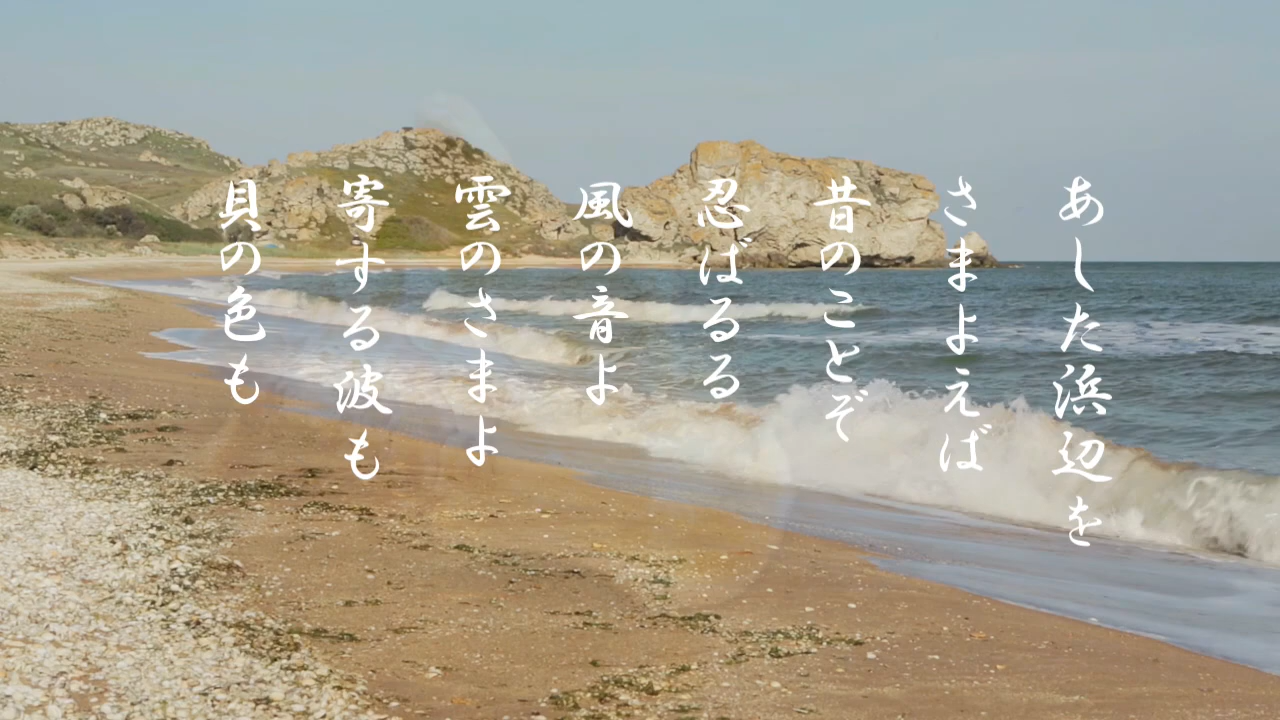 あした浜辺を
さまよえば
昔のことぞ
忍ばるる
風の音よ
雲のさまよ
寄する波も
貝の色も